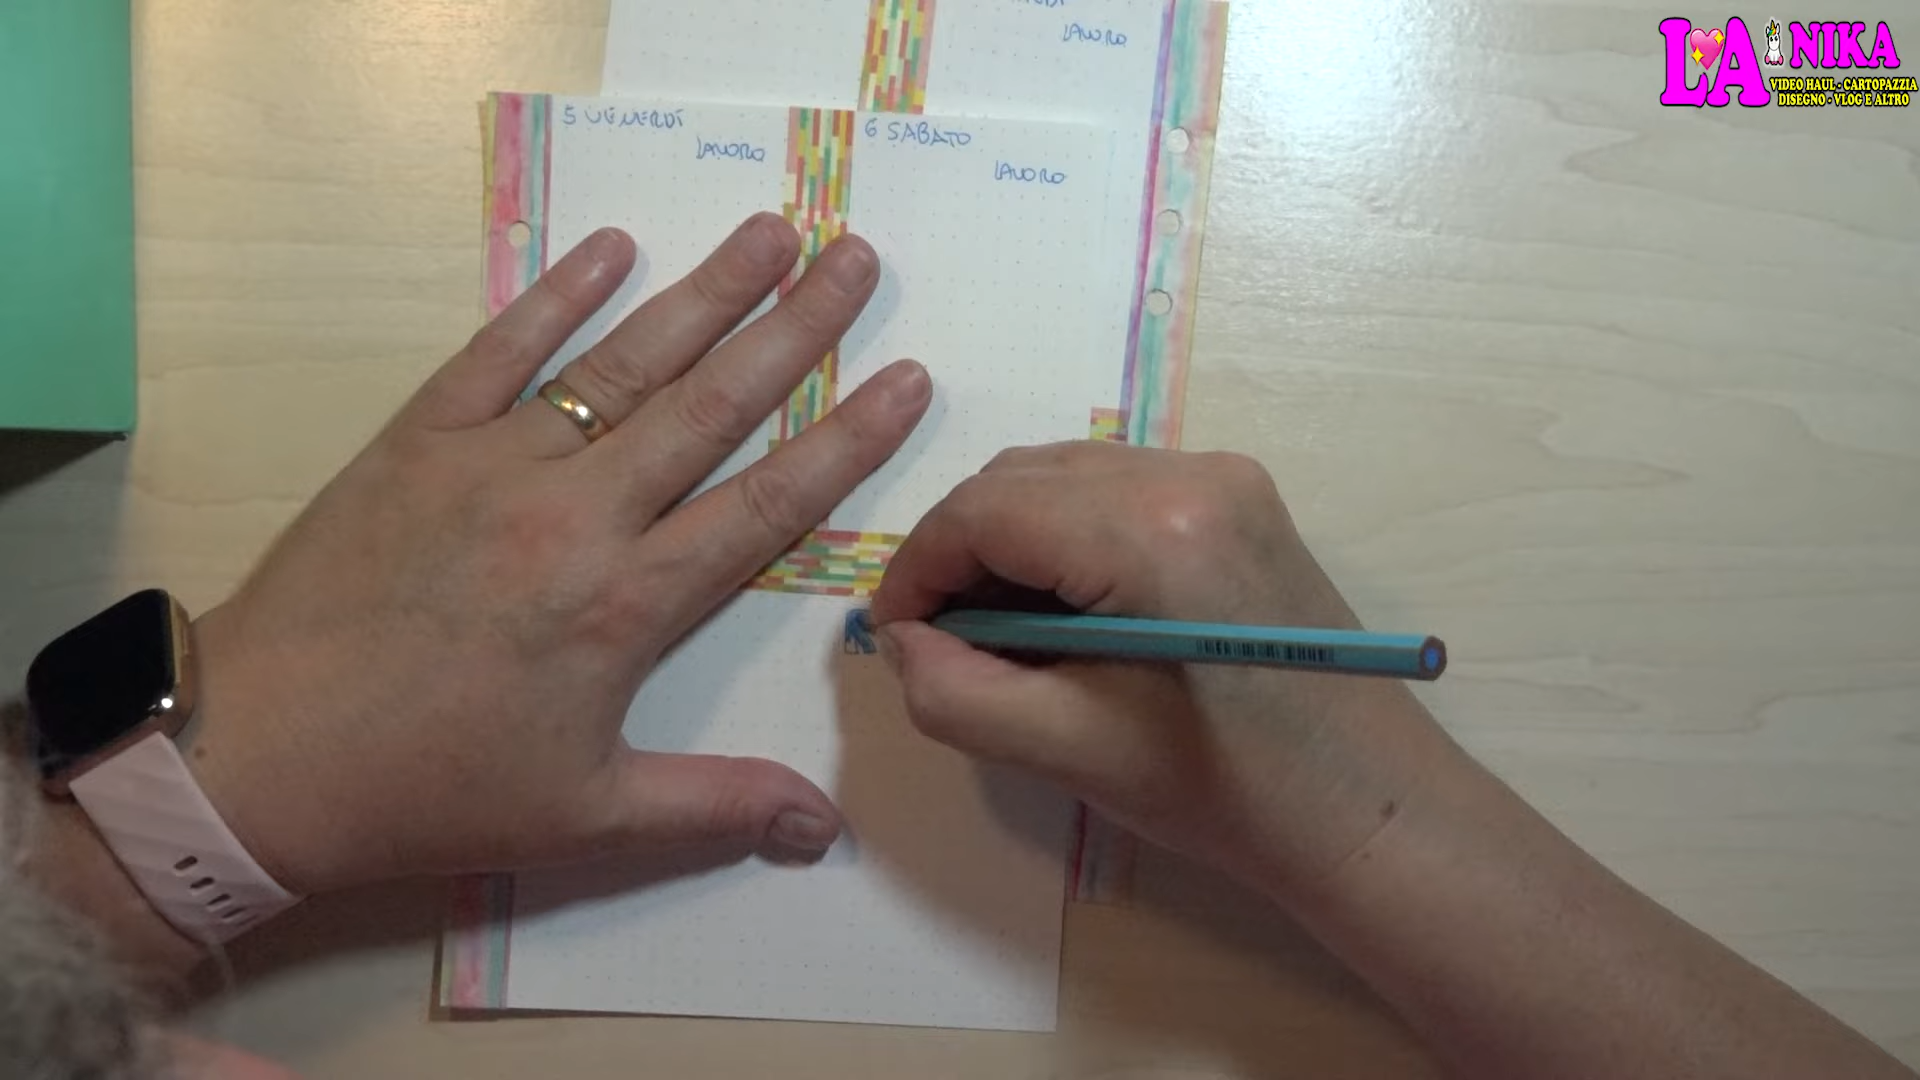 LAVORO
5 VENERDÌ
LAVORO
6 SABATO
LAVORO
LA NIKA
VIDEO HAUL - CARTOPAZZIA
DISEGNO - VLOG E ALTRO